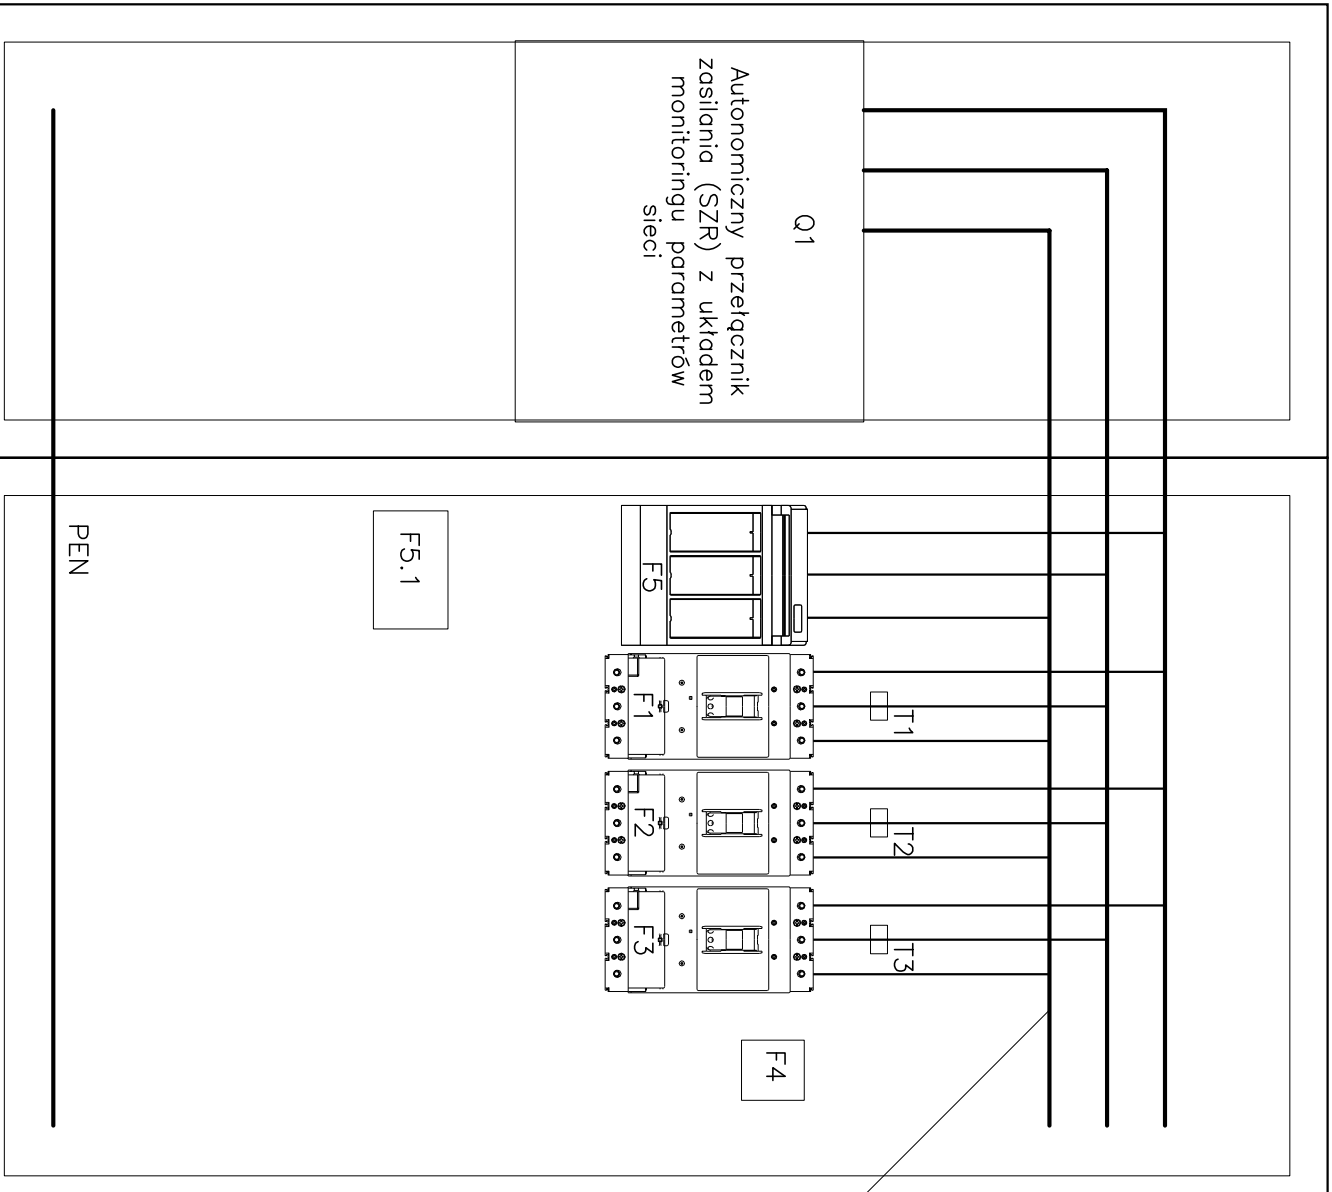 Q1
Autonomiczny przełącznik
zasilania (SZR) z układem
monitoringu parametrów
sieci
T1
T2
T3
F4
F5
F1
F2
F3
F5.1
PEN